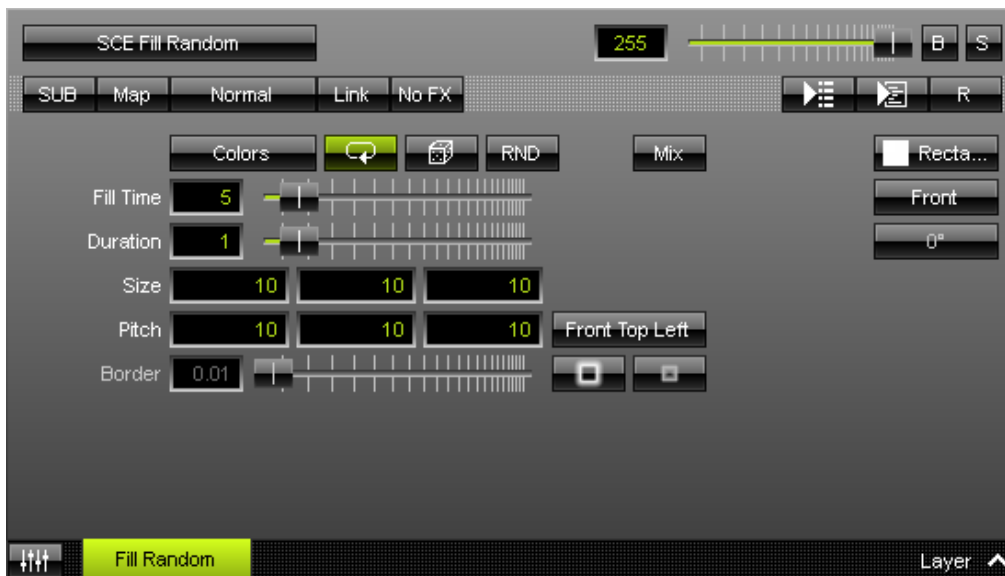 SCE Fill Random 255 B S
SUB Map Normal Link No FX R
Colors RND Mix Recta...
Fill Time 5 Front
Duration 1 0°
Size 10 10 10
Pitch 10 10 10 Front Top Left
Border 0.01
Fill Random Layer